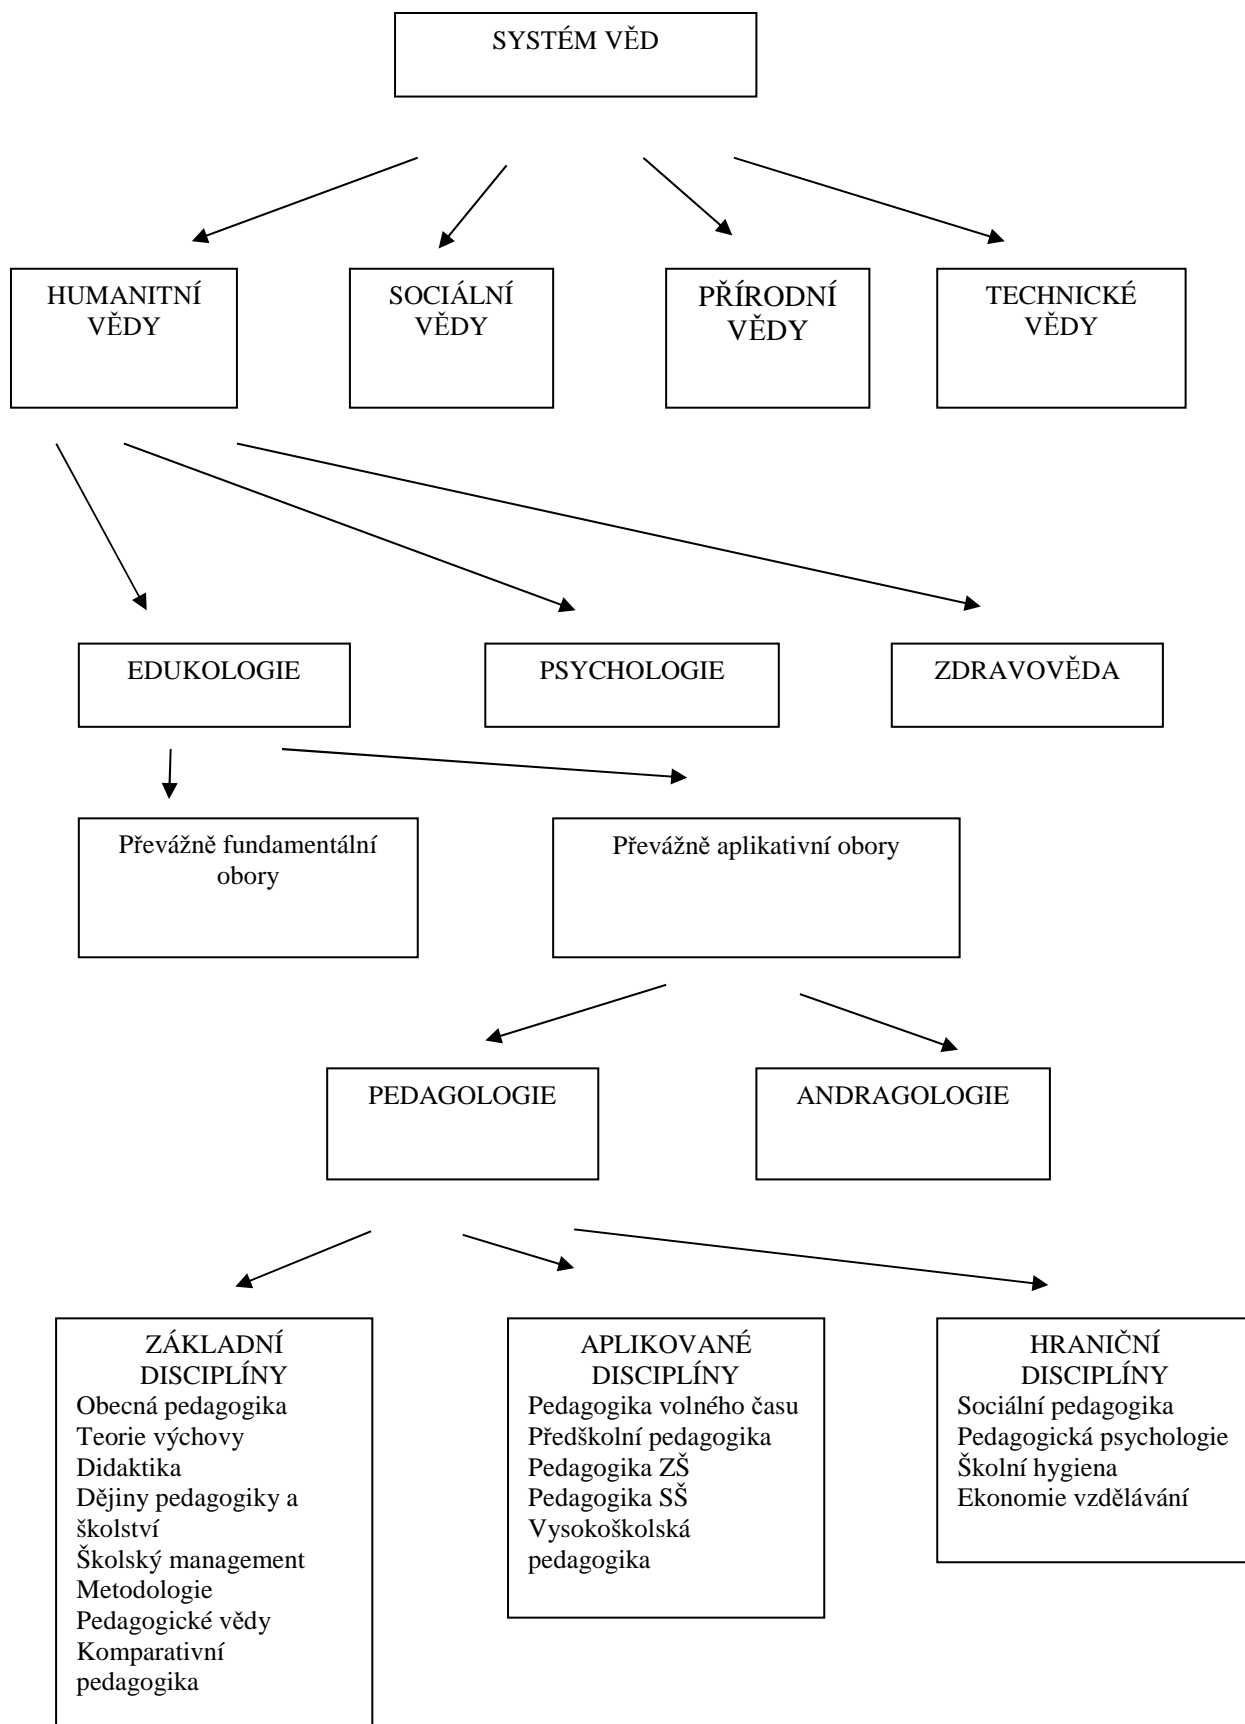 SYSTÉM VĚD
HUMANITNÍ
VĚDY
SOCIÁLNÍ
VĚDY
PŘÍRODNÍ
VĚDY
TECHNICKÉ
VĚDY
EDUKOLOGIE
PSYCHOLOGIE
ZDRAVOVĚDA
Převážně fundamentální
obory
Převážně aplikativní obory
PEDAGOLOGIE
ANDRAGOLOGIE
ZÁKLADNÍ
DISCIPLÍNY
Obecná pedagogika
Teorie výchovy
Didaktika
Dějiny pedagogiky a
školství
Školský management
Metodologie
Pedagogické vědy
Komparativní
pedagogika
APLIKOVANÉ
DISCIPLÍNY
Pedagogika volného času
Předškolní pedagogika
Pedagogika ZŠ
Pedagogika SŠ
Vysokoškolská
pedagogika
HRANIČNÍ
DISCIPLÍNY
Sociální pedagogika
Pedagogická psychologie
Školní hygiena
Ekonomie vzdělávání